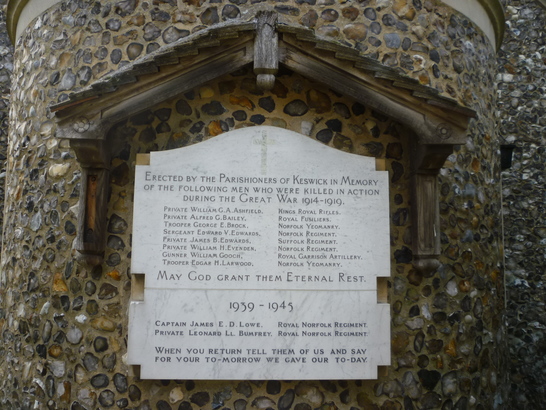 ERECTED BY THE PARISHIONERS OF KESWICK IN MEMORY
OF THE FOLLOWING MEN WHO WERE KILLED IN ACTION
DURING THE GREAT WAR 1914-1919.
PRIVATE WILLIAM G.A. ASHFIELD. KINGS ROYAL RIFLES.
PRIVATE ALFRED G. BAILEY. ROYAL FUSILIERS.
TROOPER GEORGE E. BROCK. NORFOLK YEOMANRY.
SERGEANT EDWARD V. EDWARDS. NORFOLK REGIMENT.
PRIVATE JAMES B. EDWARDS. SUFFOLK REGIMENT.
PRIVATE WILLIAM H. EVENDEN. NORFOLK REGIMENT.
GUNNER WILLIAM GOOCH. ROYAL GARRISON ARTILLERY.
TROOPER EDGAR H. LARWOOD. NORFOLK YEOMANRY.
MAY GOD GRANT THEM ETERNAL REST.
1939-1945
CAPTAIN JAMES E.D. LOWE. ROYAL NORFOLK REGIMENT.
PRIVATE LEONARD LL. BUMFREY. ROYAL NORFOLK REGIMENT.
WHEN YOU RETURN TELL THEM OF US AND SAY
FOR YOUR TO-MORROW WE GAVE OUR TO-DAY.